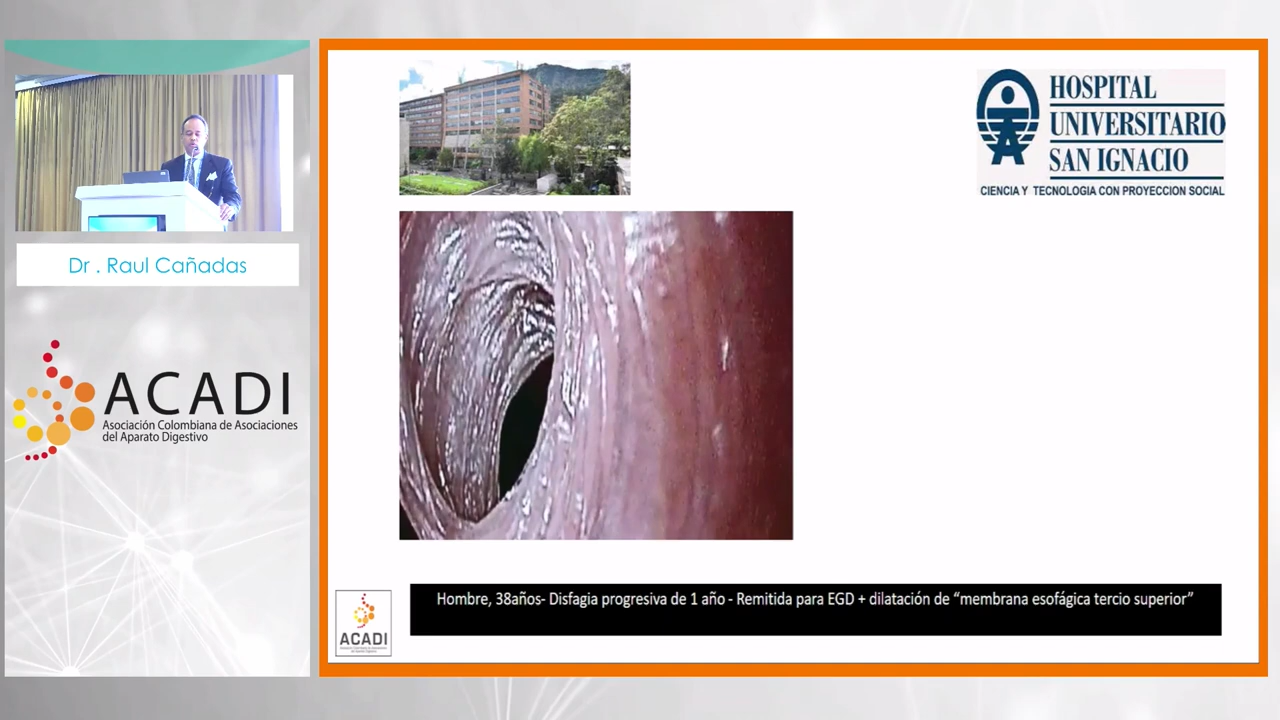 Dr . Raul Cañadas
ACADI
Asociación Colombiana de Asociaciones
del Aparato Digestivo
HOSPITAL
UNIVERSITARIO
SAN IGNACIO
CIENCIA Y TECNOLOGIA CON PROYECCION SOCIAL
Hombre, 38años- Disfagia progresiva de 1 año - Remitida para EGD + dilatación de “membrana esofágica tercio superior”
ACADI